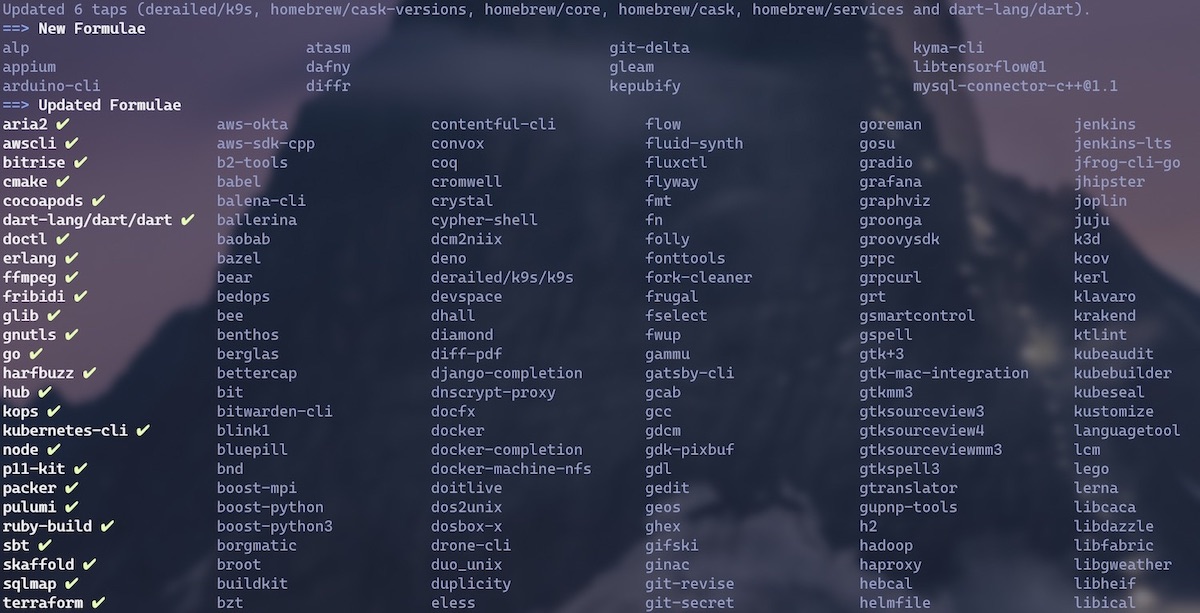 Updated 6 taps (derailed/k9s, homebrew/cask-versions, homebrew/core, homebrew/cask, homebrew/services and dart-lang/dart).
==> New Formulae
alp atasm git-delta kyma-cli
appium dafny gleam libtensorflow@1
arduino-cli diffr kepubify mysql-connector-c++@1.1
==> Updated Formulae
aria2 ✔ aws-okta contentful-cli flow goreman jenkins
awscli ✔ aws-sdk-cpp convox fluid-synth gosu jenkins-lts
bitrise ✔ b2-tools coq fluxctl gradio jfrog-cli-go
cmake ✔ babel cromwell flyway grafana jhipster
cocoapods ✔ balena-cli crystal fmt graphviz joplin
dart-lang/dart/dart ✔ ballerina cypher-shell fn groonga juju
doctl ✔ baobab dcm2niix folly groovysdk k3d
erlang ✔ bazel deno fonttools grpc kcov
ffmpeg ✔ bear derailed/k9s/k9s fork-cleaner grpcurl kerl
fribidi ✔ bedops devspace frugal grt klavaro
glib ✔ bee dhall fselect gsmartcontrol krakend
gnutls ✔ benthos diamond fwup gspell ktlint
go ✔ berglas diff-pdf gammu gtk+3 kubeaudit
harfbuzz ✔ bettercap django-completion gatsby-cli gtk-mac-integration kubebuilder
hub ✔ bit dnscrypt-proxy gcab gtkmm3 kubeseal
kops ✔ bitwarden-cli docfx gcc gtksourceview3 kustomize
kubernetes-cli ✔ blink1 docker gdcm gtksourceview4 languagetool
node ✔ bluepill docker-completion gdk-pixbuf gtksourceviewmm3 lcm
p11-kit ✔ bnd docker-machine-nfs gdl gtkspell3 lego
packer ✔ boost-mpi doitlive gedit gtranslator lerna
pulumi ✔ boost-python dos2unix geos gupnp-tools libcaca
ruby-build ✔ boost-python3 dosbox-x ghex h2 libdazzle
sbt ✔ borgmatic drone-cli gifski hadoop libfabric
skaffold ✔ broot duo_unix ginac haproxy libgweather
sqlmap ✔ buildkit duplicity git-revise hebcal libheif
terraform ✔ bzt eless git-secret helmfile libical